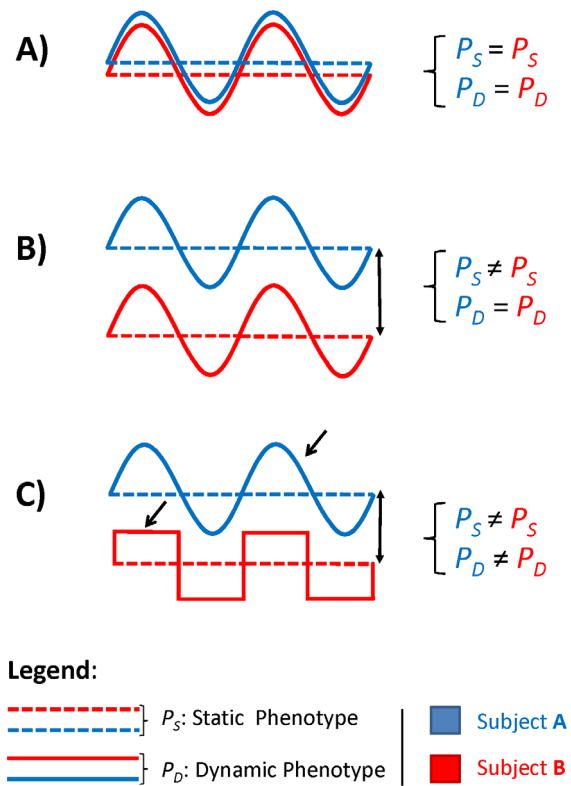 A)
P_S = P_S
P_D = P_D
B)
P_S ≠ P_S
P_D = P_D
C)
P_S ≠ P_S
P_D ≠ P_D
Legend:
P_S: Static Phenotype
Subject A
P_D: Dynamic Phenotype
Subject B